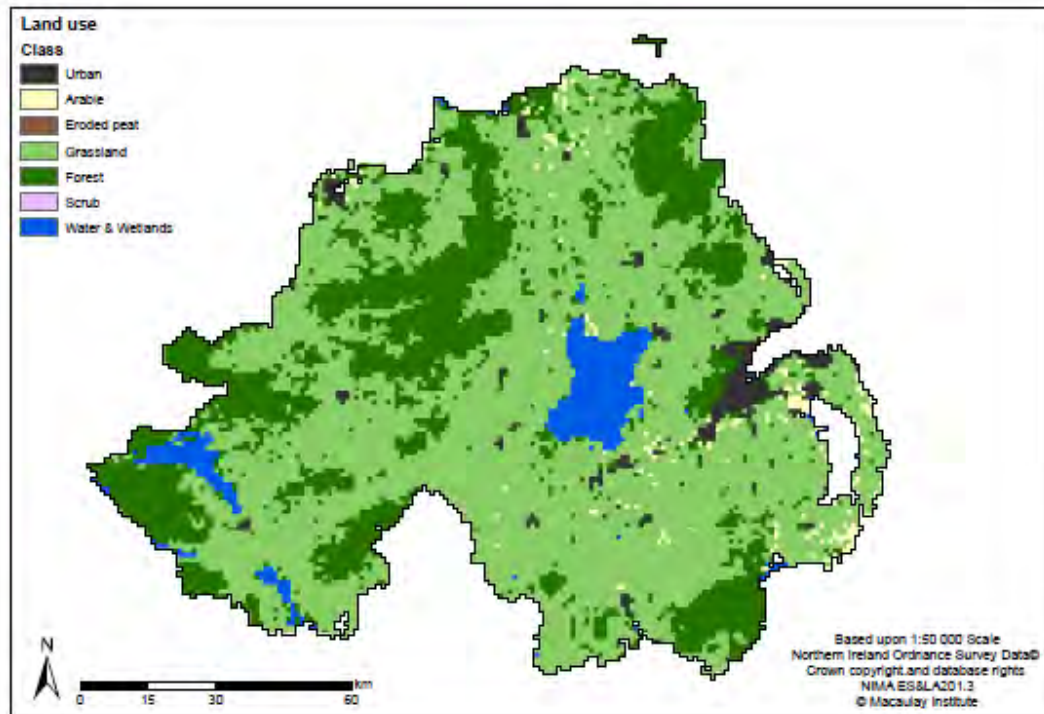 Land use
Class
Urban
Arable
Eroded peat
Grassland
Forest
Scrub
Water & Wetlands
N
km
0 15 30 60
Based upon 1:50 000 Scale
Northern Ireland Ordnance Survey Data©
Crown copyright and database rights
NIMA ES&LA201.3
© Macaulay Institute